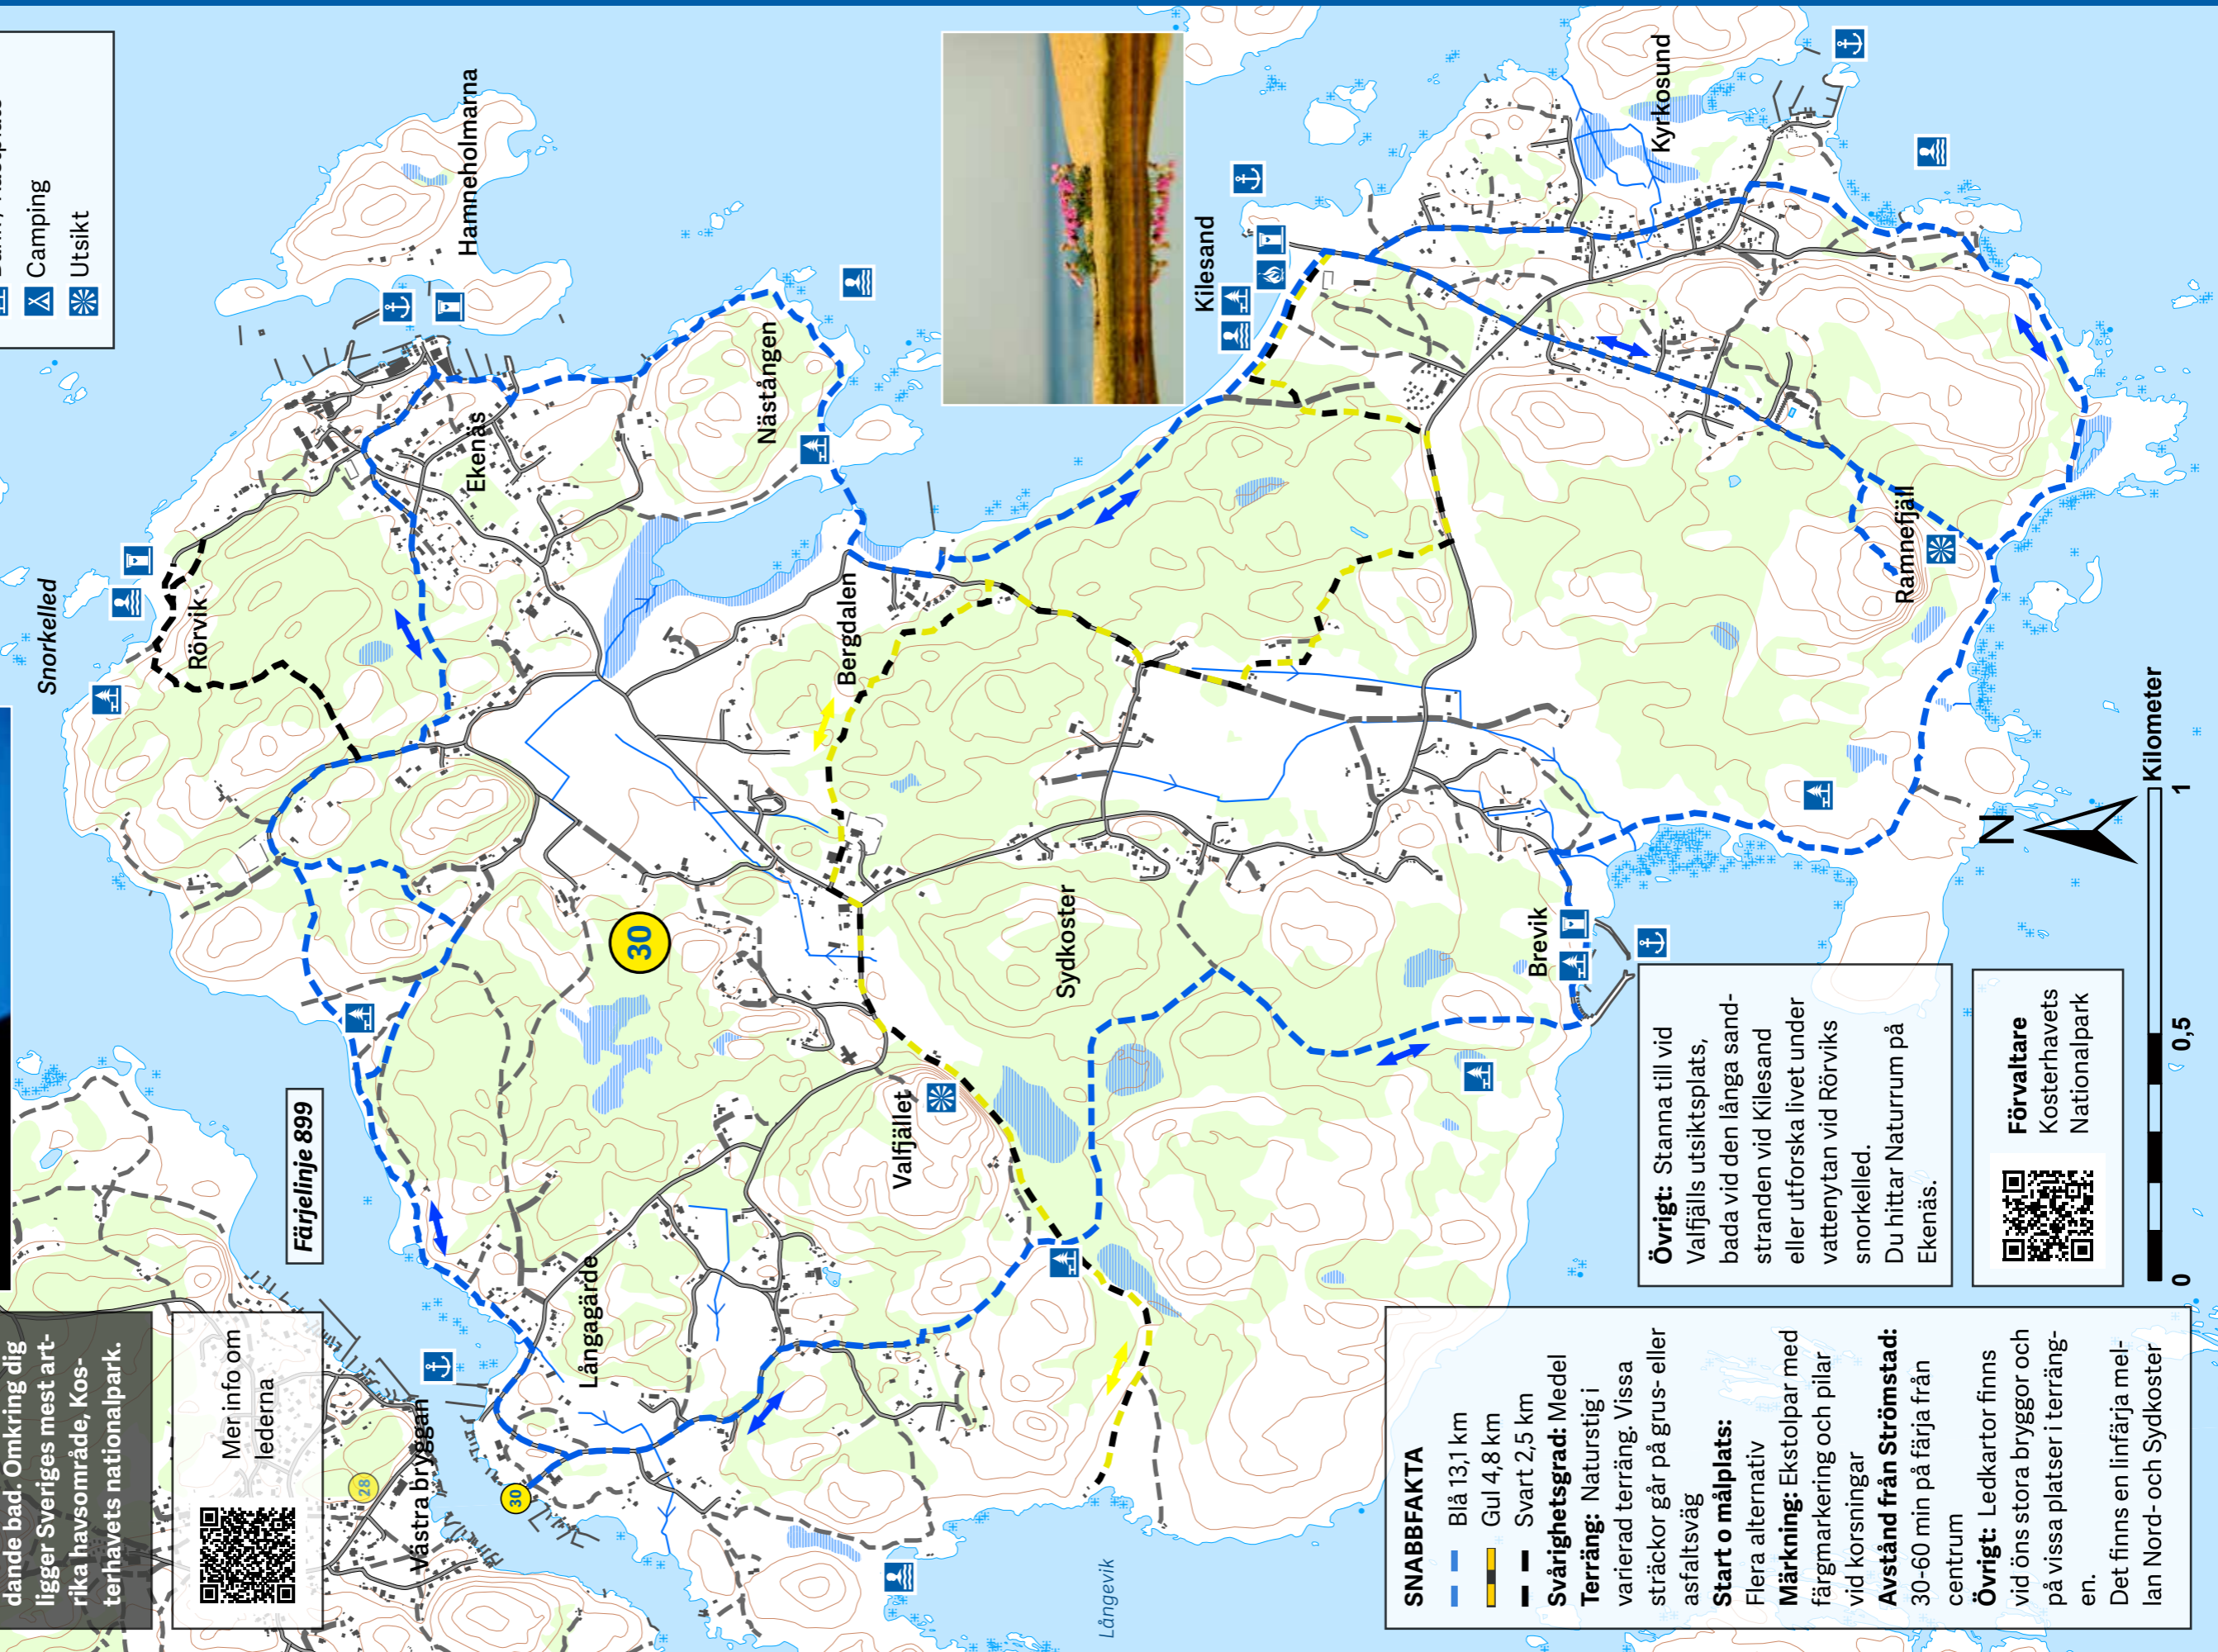 dande bad. Omkring dig
ligger Sveriges mest art-
rika havsområde, Kos-
terhavets nationalpark.
Mer info om
lederna
Camping
Utsikt
Snorkelled
Rörvik
Hamneholmarna
Färjelinje 899
28
Västra bryggan
30
Ekenäs
Långagärde
30
Nästången
Bergdalen
Valfjället
Sydkoster
Långevik
Kilesand
Kyrkosund
Brevik
Ramnefjäll
SNABBFAKTA
Blå 13,1 km
Gul 4,8 km
Svart 2,5 km
Svårighetsgrad: Medel
Terräng: Naturstig i
varierad terräng. Vissa
sträckor går på grus- eller
asfaltsväg
Start o målplats:
Flera alternativ
Märkning: Ekstolpar med
färgmarkering och pilar
vid korsningar
Avstånd från Strömstad:
30-60 min på färja från
centrum
Övrigt: Ledkartor finns
vid öns stora bryggor och
på vissa platser i terräng-
en.
Det finns en linfärja mel-
lan Nord- och Sydkoster
Övrigt: Stanna till vid
Valfjälls utsiktsplats,
bada vid den långa sand-
stranden vid Kilesand
eller utforska livet under
vattenytan vid Rörviks
snorkelled.
Du hittar Naturrum på
Ekenäs.
Förvaltare
Kosterhavets
Nationalpark
N
0 0,5 1
Kilometer